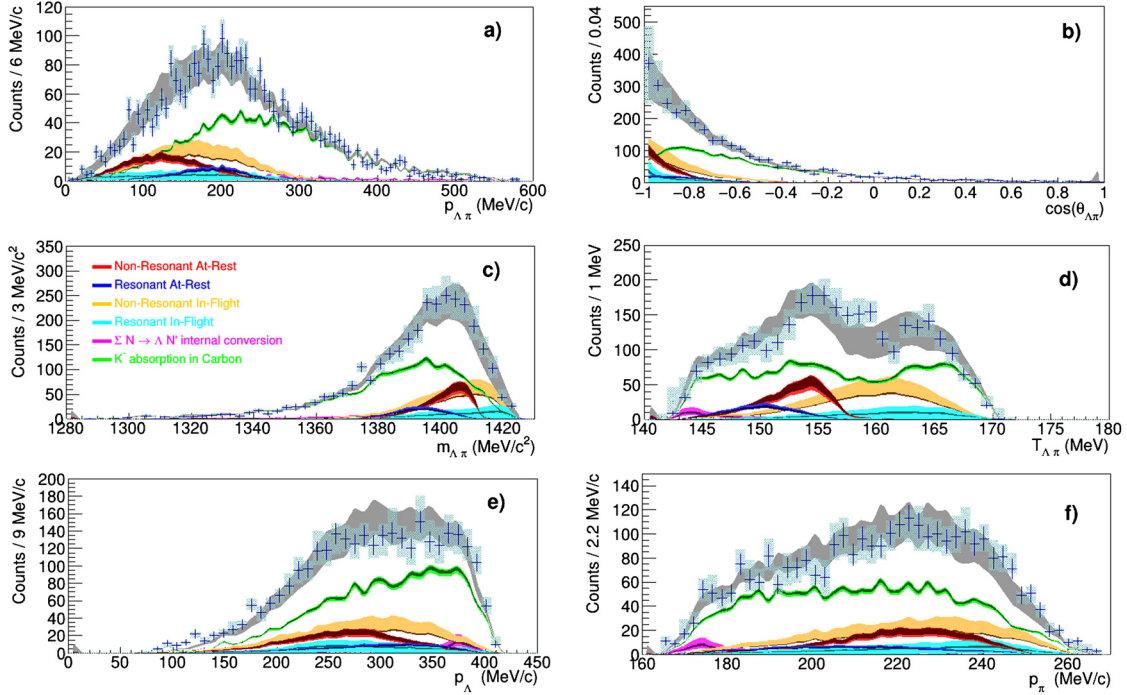 a)
Counts / 6 MeV/c
120
100
80
60
40
20
0
0 100 200 300 400 500 600
p_Λπ (MeV/c)
b)
Counts / 0.04
500
400
300
200
100
0
−1 −0.8 −0.6 −0.4 −0.2 0 0.2 0.4 0.6 0.8 1
cos(θ_Λπ)
c)
Counts / 3 MeV/c²
350
300
250
200
150
100
50
0
1280 1300 1320 1340 1360 1380 1400 1420
m_Λπ (MeV/c²)
Non-Resonant At-Rest
Resonant At-Rest
Non-Resonant In-Flight
Resonant In-Flight
Σ N → Λ N' internal conversion
K⁻ absorption in Carbon
d)
Counts / 1 MeV
250
200
150
100
50
0
140 145 150 155 160 165 170 175 180
T_Λπ (MeV)
e)
Counts / 9 MeV/c
200
180
160
140
120
100
80
60
40
20
0
0 50 100 150 200 250 300 350 400 450
p_Λ (MeV/c)
f)
Counts / 2.2 MeV/c
140
120
100
80
60
40
20
0
160 180 200 220 240 260
p_π (MeV/c)